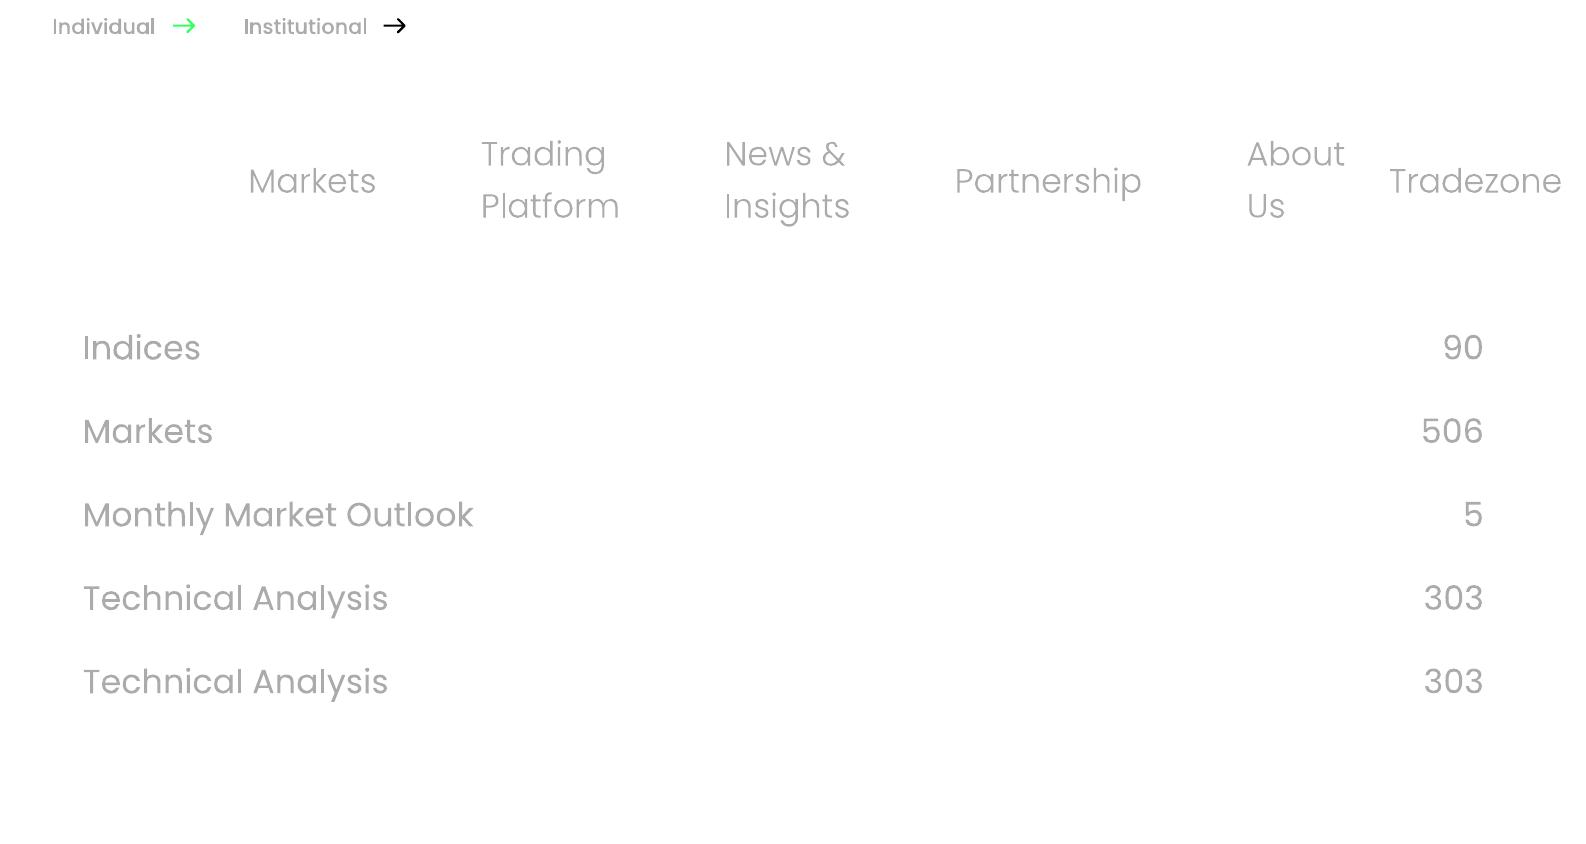 Individual Institutional
Markets Trading Platform News & Insights Partnership About Us Tradezone
Indices 90
Markets 506
Monthly Market Outlook 5
Technical Analysis 303
Technical Analysis 303